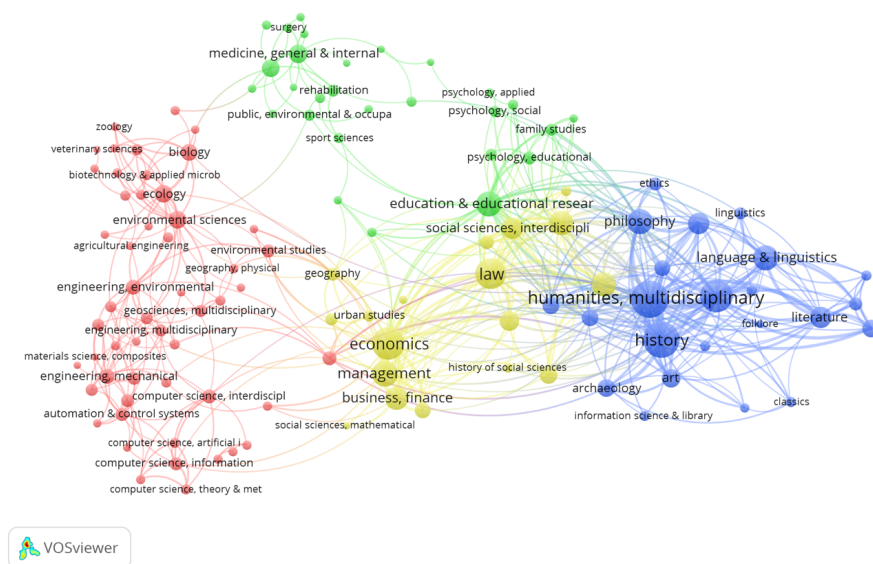 surgery
medicine, general & internal
rehabilitation
psychology, applied
psychology, social
public, environmental & occupa
zoology
family studies
sport sciences
veterinary sciences
biology
psychology, educational
biotechnology & applied microb
ethics
ecology
education & educational resear
linguistics
environmental sciences
philosophy
social sciences, interdiscipli
agricultural engineering
environmental studies
language & linguistics
geography, physical
geography
law
engineering, environmental
humanities, multidisciplinary
geosciences, multidisciplinary
urban studies
literature
folklore
engineering, multidisciplinary
history
economics
materials science, composites
history of social sciences
management
engineering, mechanical
art
archaeology
computer science, interdiscipl
business, finance
classics
automation & control systems
information science & library
social sciences, mathematical
computer science, artificial i
computer science, information
computer science, theory & met
VOSviewer